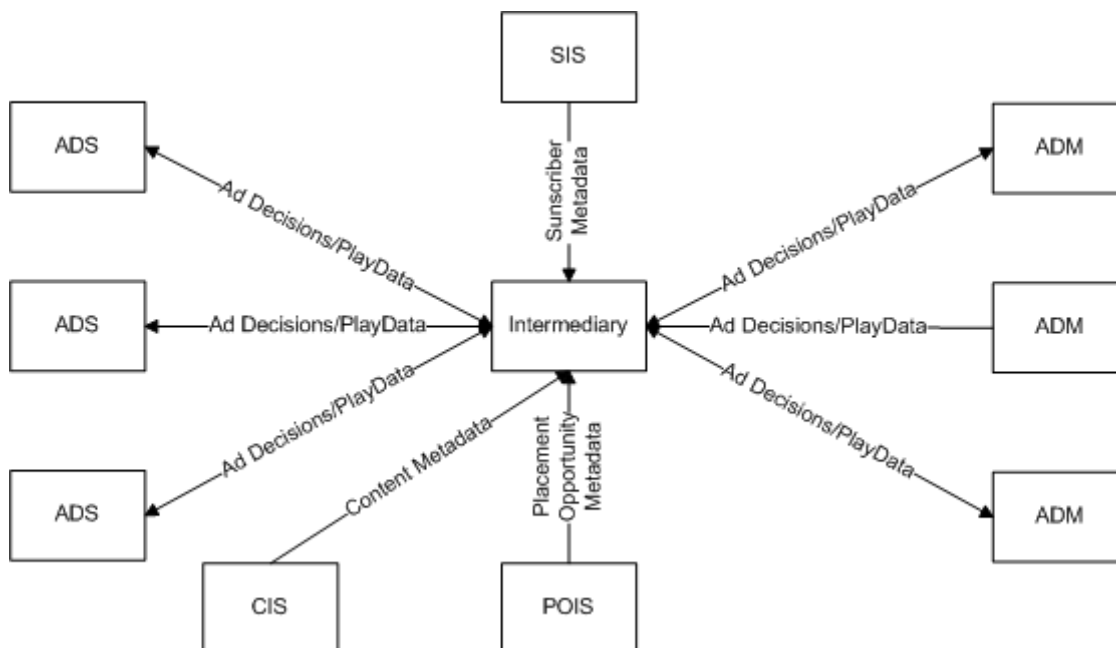 SIS
ADS
ADM
Sunscriber
Metadata
Ad Decisions/PlayData
Ad Decisions/PlayData
ADS
Ad Decisions/PlayData
Intermediary
Ad Decisions/PlayData
ADM
Ad Decisions/PlayData
Ad Decisions/PlayData
Content Metadata
Placement
Opportunity
Metadata
ADS
ADM
CIS
POIS